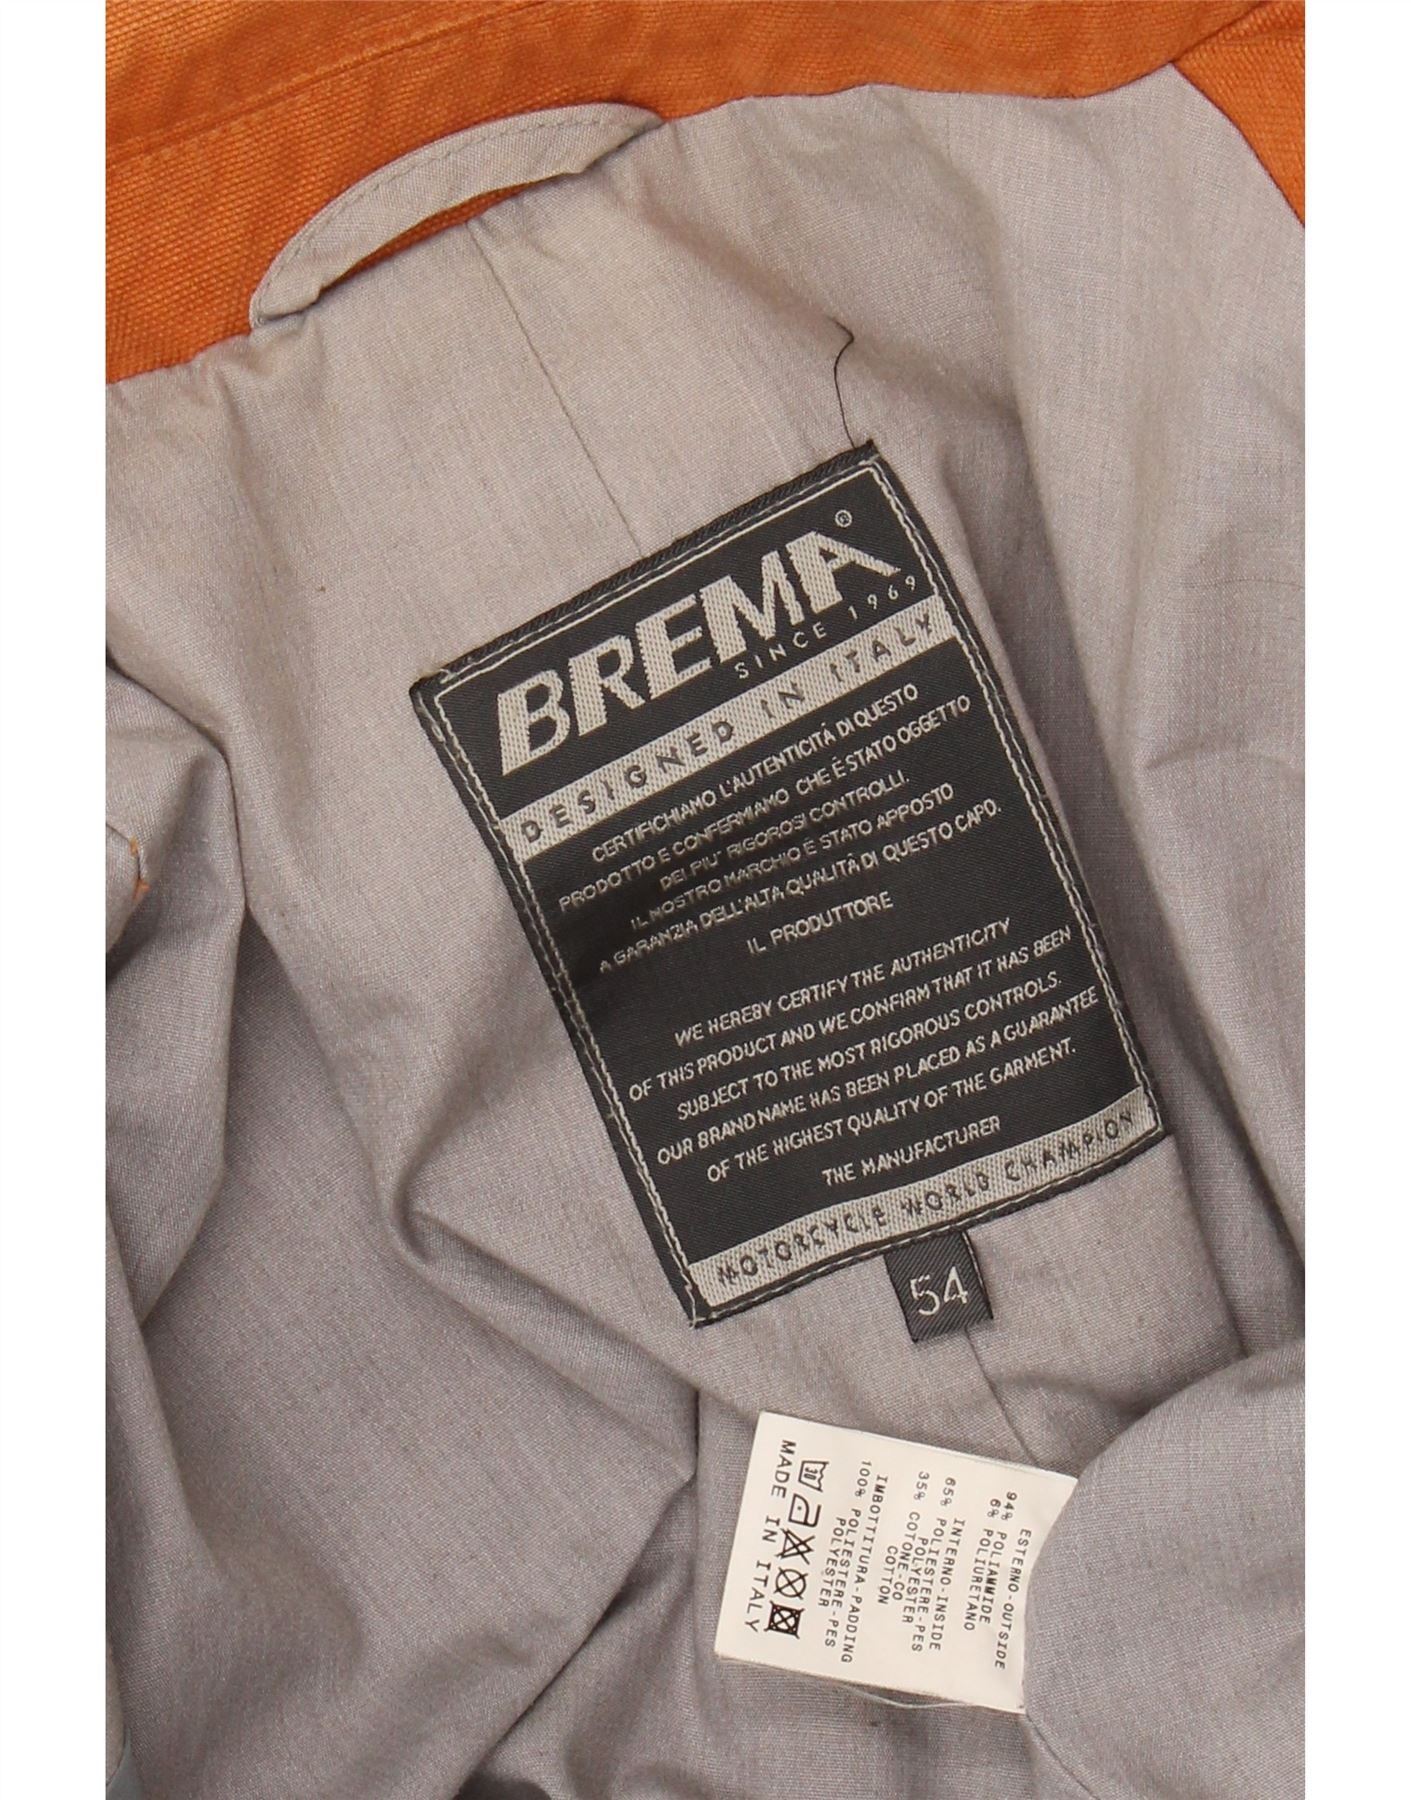 BREMA®
SINCE 1969
DESIGNED IN ITALY
CERTIFICHIAMO L'AUTENTICITÁ DI QUESTO
PRODOTTO E CONFERMIAMO CHE É STATO OGGETTO
DEI PIU' RIGOROSI CONTROLLI.
IL NOSTRO MARCHIO É STATO APPOSTO
A GARANZIA DELL'ALTA QUALITÁ DI QUESTO CAPO.
IL PRODUTTORE
WE HEREBY CERTIFY THE AUTHENTICITY
OF THIS PRODUCT AND WE CONFIRM THAT IT HAS BEEN
SUBJECT TO THE MOST RIGOROUS CONTROLS.
OUR BRAND NAME HAS BEEN PLACED AS A GUARANTEE
OF THE HIGHEST QUALITY OF THE GARMENT.
THE MANUFACTURER
MOTORCYCLE WORLD CHAMPION
54
ESTERNO-OUTSIDE
94% POLIAMMIDE
6% POLIURETANO
INTERNO-INSIDE
65% POLIESTERE-PES
POLYESTER
35% COTONE-CO
COTTON
IMBOTTITURA-PADDING
100% POLIESTERE-PES
POLYESTER
30
MADE IN ITALY